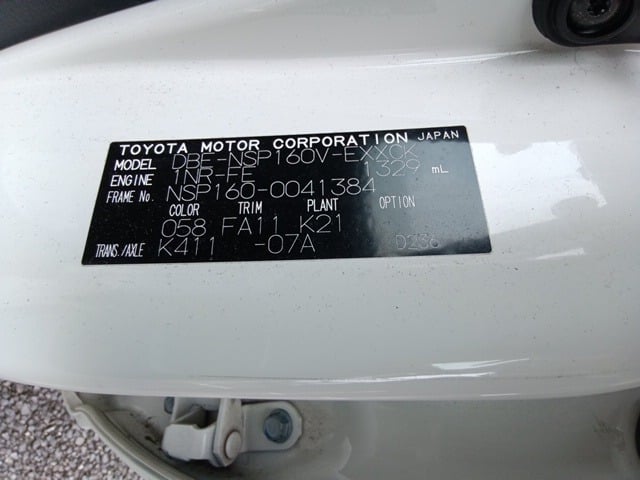 TOYOTA MOTOR CORPORATION JAPAN
MODEL DBE-NSP160V-EXXCK
ENGINE 1NR-FE 1329 mL
FRAME No. NSP160-0041384
COLOR TRIM PLANT OPTION
058 FA11 K21
TRANS./AXLE K411 -07A D236